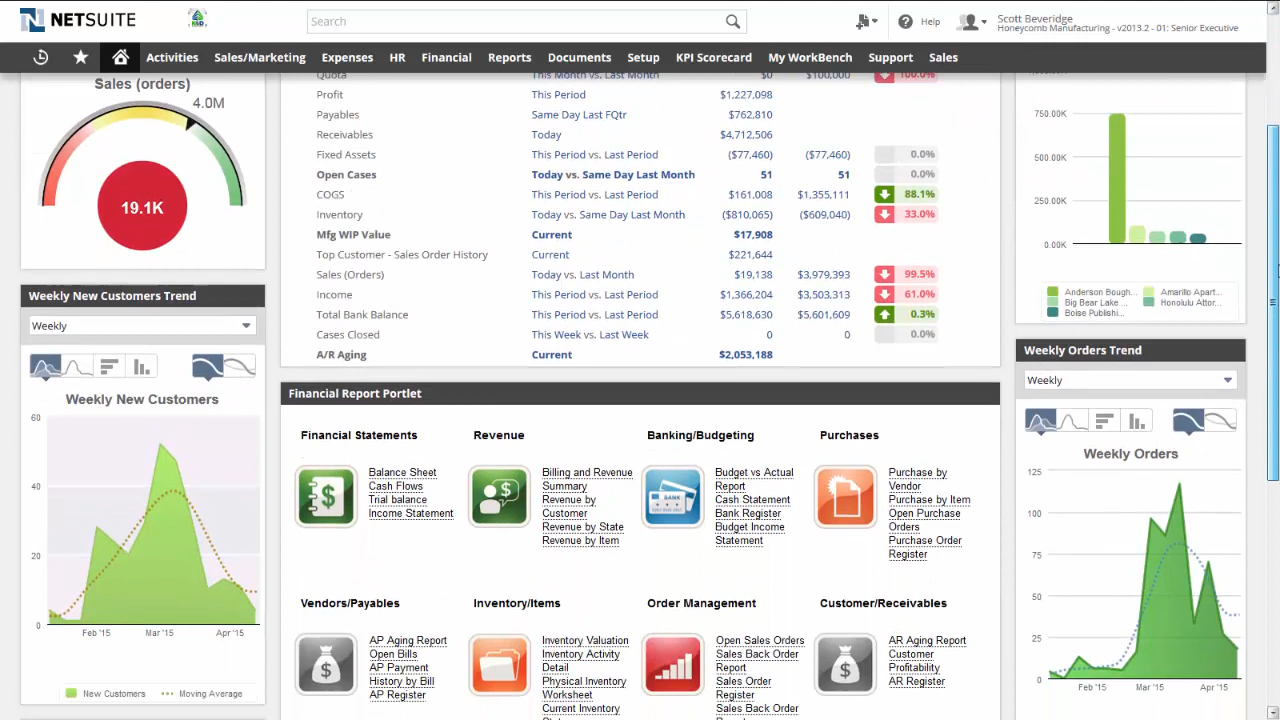 NETSUITE
Search
Help
Scott Beveridge
Honeycomb Manufacturing - v2013.2 - 01: Senior Executive
Activities Sales/Marketing Expenses HR Financial Reports Documents Setup KPI Scorecard My WorkBench Support Sales
Sales (orders)
4.0M
19.1K
Weekly New Customers Trend
Weekly
Weekly New Customers
60
40
20
0
Feb '15 Mar '15 Apr '15
New Customers Moving Average
Quota This Month vs. Last Month $0 $100,000 100.0%
Profit This Period $1,227,098
Payables Same Day Last FQtr $762,810
Receivables Today $4,712,506
Fixed Assets This Period vs. Last Period ($77,460) ($77,460) 0.0%
Open Cases Today vs. Same Day Last Month 51 51 0.0%
COGS This Period vs. Last Period $161,008 $1,355,111 88.1%
Inventory Today vs. Same Day Last Month ($810,065) ($609,040) 33.0%
Mfg WIP Value Current $17,908
Top Customer - Sales Order History Current $221,644
Sales (Orders) Today vs. Last Month $19,138 $3,979,393 99.5%
Income This Period vs. Last Period $1,366,204 $3,503,313 61.0%
Total Bank Balance This Period vs. Last Period $5,618,630 $5,601,609 0.3%
Cases Closed This Week vs. Last Week 0 0 0.0%
A/R Aging Current $2,053,188
Financial Report Portlet
Financial Statements
Balance Sheet
Cash Flows
Trial balance
Income Statement
Revenue
Billing and Revenue
Summary
Revenue by
Customer
Revenue by State
Revenue by Item
Banking/Budgeting
Budget vs Actual
Report
Cash Statement
Bank Register
Budget Income
Statement
Purchases
Purchase by
Vendor
Purchase by Item
Open Purchase
Orders
Purchase Order
Register
Vendors/Payables
AP Aging Report
Open Bills
AP Payment
History by Bill
AP Register
Inventory/Items
Inventory Valuation
Inventory Activity
Detail
Physical Inventory
Worksheet
Current Inventory
Order Management
Open Sales Orders
Sales Back Order
Report
Sales Order
Register
Sales Back Order
Customer/Receivables
AR Aging Report
Customer
Profitability
AR Register
750.00K
500.00K
250.00K
0.00K
Anderson Bough... Amarillo Apart...
Big Bear Lake ... Honolulu Attor...
Boise Publishi...
Weekly Orders Trend
Weekly
Weekly Orders
125
100
75
50
25
0
Feb '15 Mar '15 Apr '15